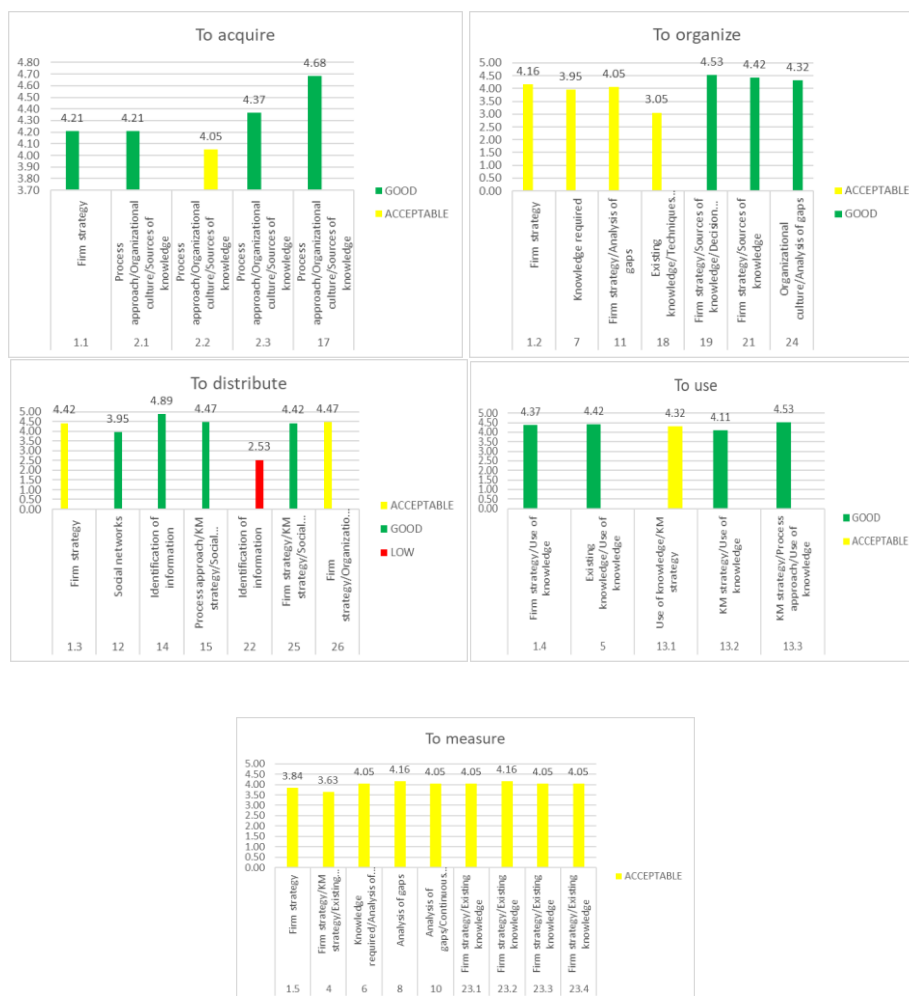 To acquire
4.80
4.70
4.60
4.50
4.40
4.30
4.20
4.10
4.00
3.90
3.80
3.70
4.21
4.21
4.05
4.37
4.68
Firm strategy
Process
approach/Organizational
culture/Sources of
knowledge
Process
approach/Organizational
culture/Sources of
knowledge
Process
approach/Organizational
culture/Sources of
knowledge
Process
approach/Organizational
culture/Sources of
knowledge
1.1
2.1
2.2
2.3
17
GOOD
ACCEPTABLE
To organize
5.00
4.50
4.00
3.50
3.00
2.50
2.00
1.50
1.00
0.50
0.00
4.16
3.95
4.05
3.05
4.53
4.42
4.32
Firm strategy
Knowledge required
Firm strategy/Analysis of
gaps
Existing
knowledge/Techniques...
Firm strategy/Sources of
knowledge/Decision...
Firm strategy/Sources of
knowledge
Organizational
culture/Analysis of gaps
1.2
7
11
18
19
21
24
ACCEPTABLE
GOOD
To distribute
5.00
4.50
4.00
3.50
3.00
2.50
2.00
1.50
1.00
0.50
0.00
4.42
3.95
4.89
4.47
2.53
4.42
4.47
Firm strategy
Social networks
Identification of
information
Process approach/KM
strategy/Social...
Identification of
information
Firm strategy/KM
strategy/Social...
Firm
strategy/Organizatio...
1.3
12
14
15
22
25
26
ACCEPTABLE
GOOD
LOW
To use
5.00
4.50
4.00
3.50
3.00
2.50
2.00
1.50
1.00
0.50
0.00
4.37
4.42
4.32
4.11
4.53
Firm strategy/Use of
knowledge
Existing
knowledge/Use of
knowledge
Use of knowledge/KM
strategy
KM strategy/Use of
knowledge
KM strategy/Process
approach/Use of
knowledge
1.4
5
13.1
13.2
13.3
GOOD
ACCEPTABLE
To measure
5.00
4.50
4.00
3.50
3.00
2.50
2.00
1.50
1.00
0.50
0.00
3.84
3.63
4.05
4.16
4.05
4.05
4.16
4.05
4.05
Firm strategy
Firm strategy/KM
strategy/Existing...
Knowledge
required/Analysis of...
Analysis of gaps
Analysis of
gaps/Continuous...
Firm strategy/Existing
knowledge
Firm strategy/Existing
knowledge
Firm strategy/Existing
knowledge
Firm strategy/Existing
knowledge
1.5
4
6
8
10
23.1
23.2
23.3
23.4
ACCEPTABLE